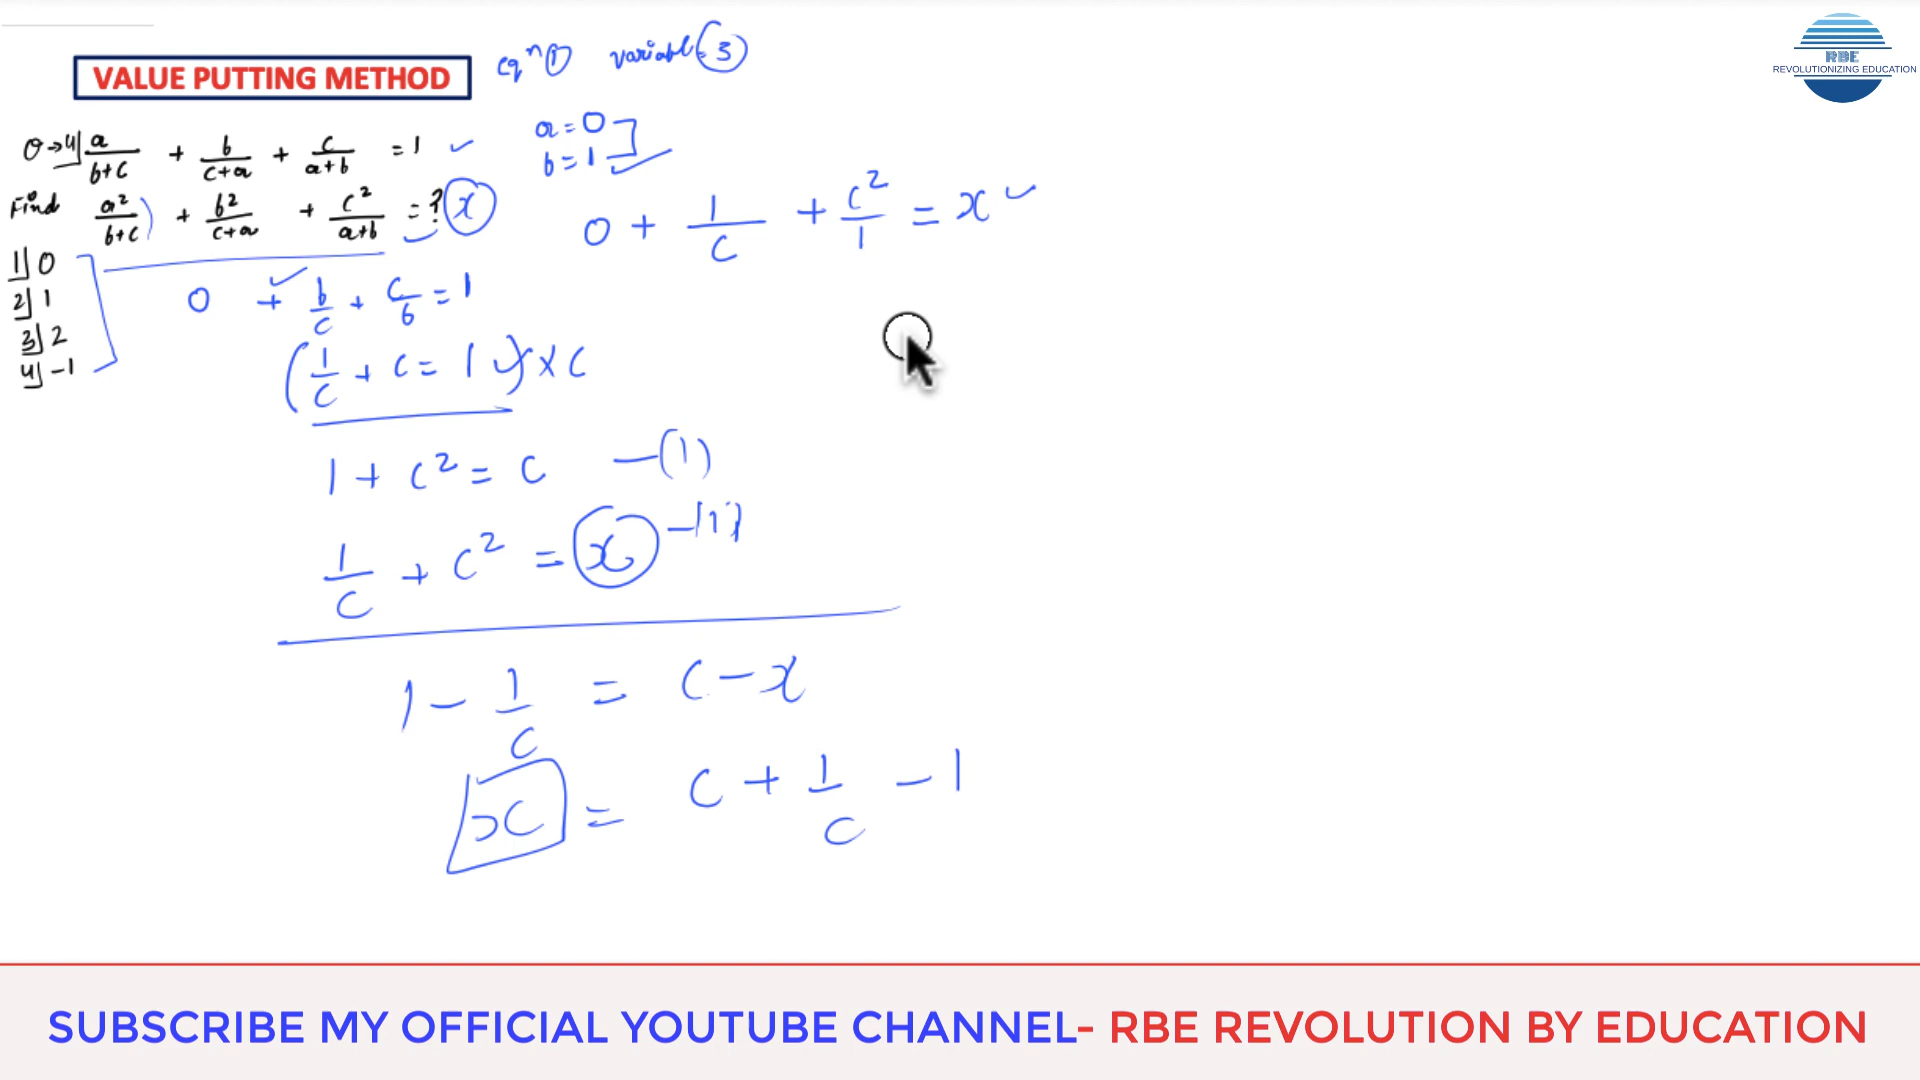 VALUE PUTTING METHOD
eqⁿ ① variable = 3
RBE
REVOLUTIONIZING EDUCATION
Q→4] a/(b+c) + b/(c+a) + c/(a+b) = 1
a = 0
b = 1
Find a²/(b+c) + b²/(c+a) + c²/(a+b) = ? x
0 + 1/c + c²/1 = x
1] 0
2] 1
3] 2
4] -1
0 + b/c + c/b = 1
(1/c + c = 1) × c
1 + c² = c —(1)
1/c + c² = x —(11)
1 - 1/c = c - x
x = c + 1/c - 1
SUBSCRIBE MY OFFICIAL YOUTUBE CHANNEL- RBE REVOLUTION BY EDUCATION